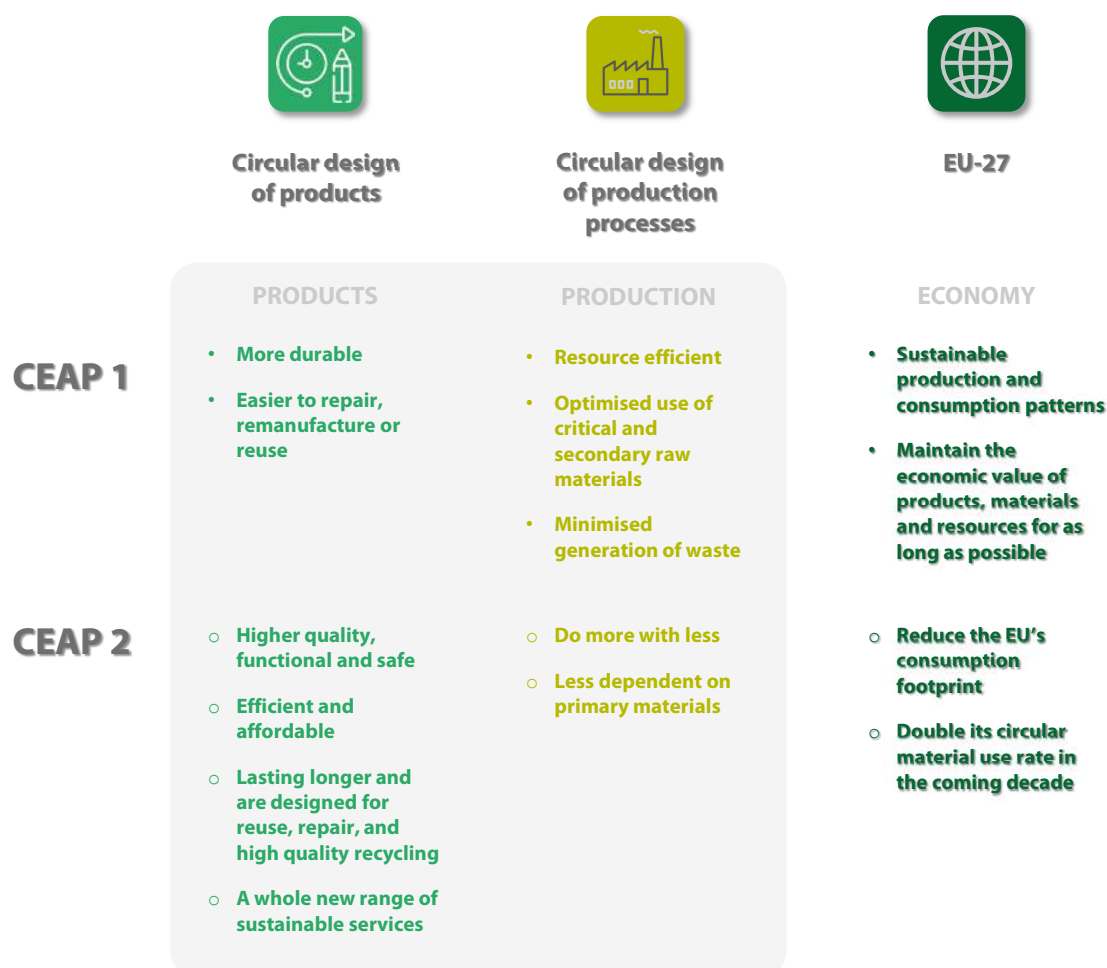 Circular design
of products
Circular design
of production
processes
EU-27
PRODUCTS
PRODUCTION
ECONOMY
CEAP 1
• More durable
• Easier to repair,
remanufacture or
reuse
• Resource efficient
• Optimised use of
critical and
secondary raw
materials
• Minimised
generation of waste
• Sustainable
production and
consumption patterns
• Maintain the
economic value of
products, materials
and resources for as
long as possible
CEAP 2
o Higher quality,
functional and safe
o Efficient and
affordable
o Lasting longer and
are designed for
reuse, repair, and
high quality recycling
o A whole new range of
sustainable services
o Do more with less
o Less dependent on
primary materials
o Reduce the EU’s
consumption
footprint
o Double its circular
material use rate in
the coming decade